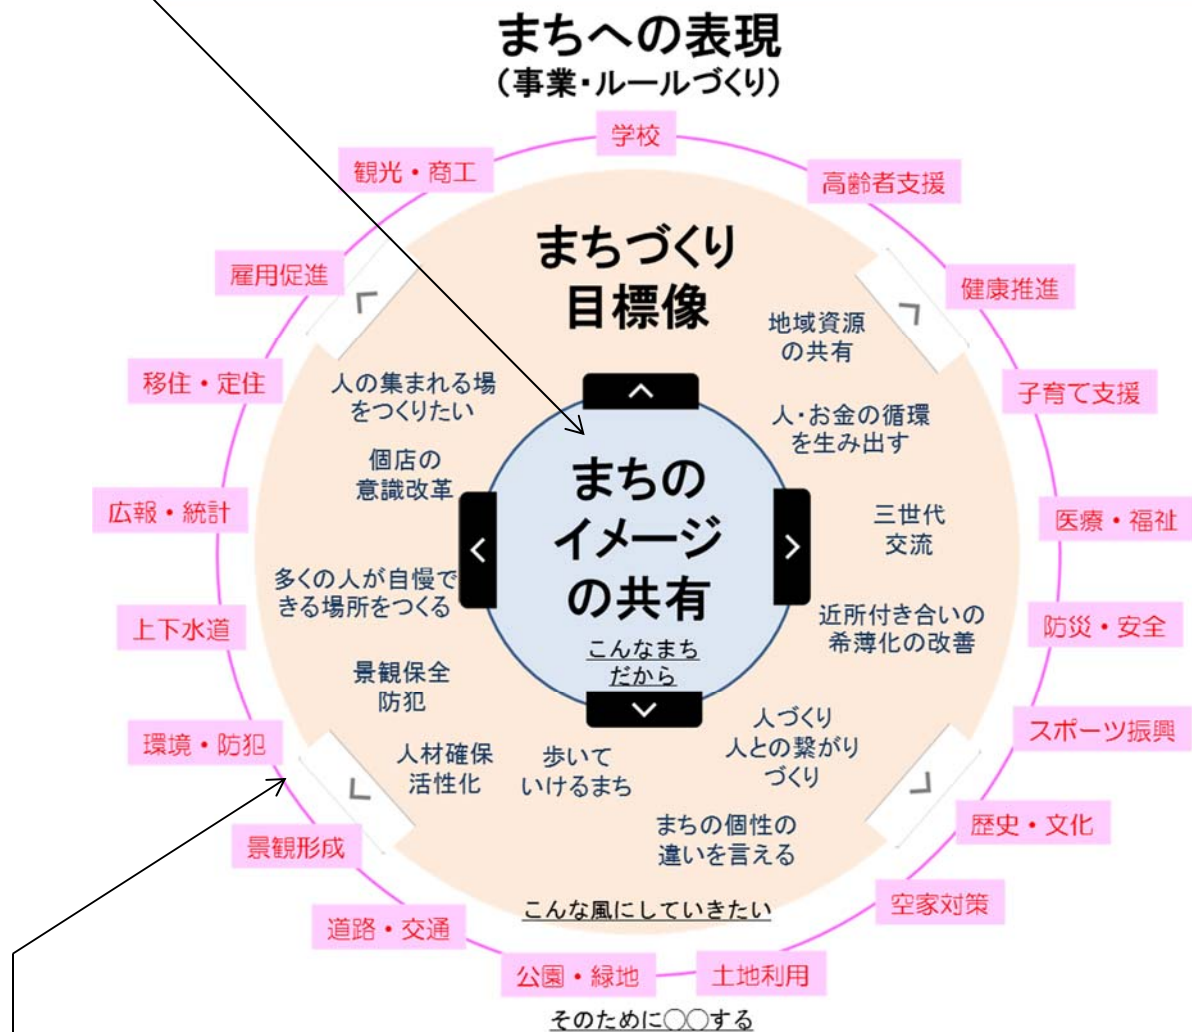 まちへの表現
（事業・ルールづくり）
学校
観光・商工
高齢者支援
雇用促進
健康推進
移住・定住
子育て支援
広報・統計
医療・福祉
上下水道
防災・安全
環境・防犯
スポーツ振興
景観形成
歴史・文化
道路・交通
空家対策
公園・緑地
土地利用
そのために〇〇する
まちづくり
目標像
地域資源
の共有
人の集まれる場
をつくりたい
人・お金の循環
を生み出す
個店の
意識改革
三世代
交流
多くの人が自慢で
きる場所をつくる
近所付き合いの
希薄化の改善
景観保全
防犯
人づくり
人との繋がり
づくり
人材確保
活性化
歩いて
いけるまち
まちの個性の
違いを言える
こんな風にしていきたい
まちの
イメージ
の共有
こんなまち
だから